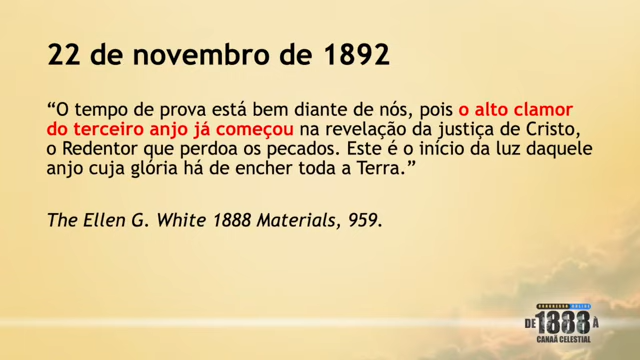 22 de novembro de 1892
“O tempo de prova está bem diante de nós, pois o alto clamor
do terceiro anjo já começou na revelação da justiça de Cristo,
o Redentor que perdoa os pecados. Este é o início da luz daquele
anjo cuja glória há de encher toda a Terra.”
The Ellen G. White 1888 Materials, 959.
CONGRESSO ONLINE
DE 1888 À
CANAÃ CELESTIAL